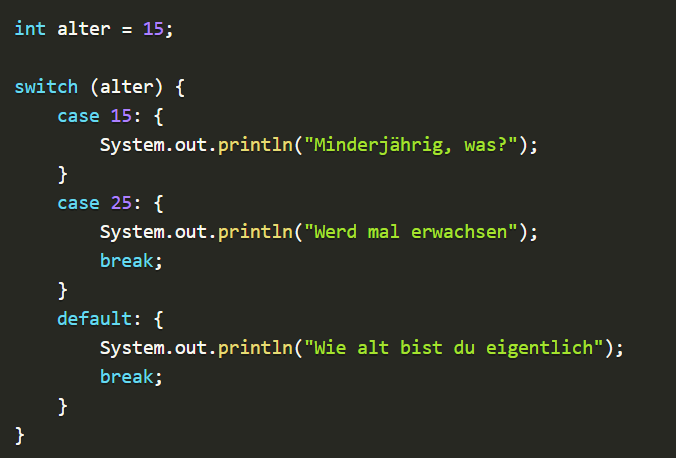 int alter = 15;
switch (alter) {
case 15: {
System.out.println("Minderjährig, was?");
}
case 25: {
System.out.println("Werd mal erwachsen");
break;
}
default: {
System.out.println("Wie alt bist du eigentlich");
break;
}
}